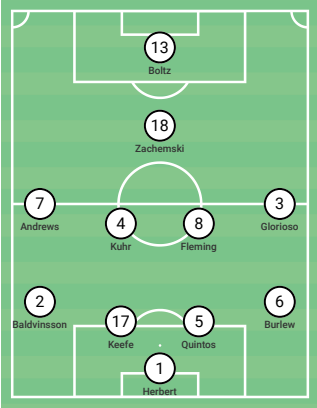 13
Boltz
18
Zachemski
7
Andrews
4
Kuhr
8
Fleming
3
Glorioso
2
Baldvinsson
17
Keefe
5
Quintos
6
Burlew
1
Herbert